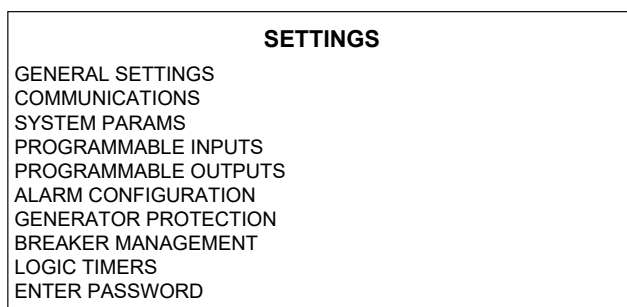 SETTINGS
GENERAL SETTINGS
COMMUNICATIONS
SYSTEM PARAMS
PROGRAMMABLE INPUTS
PROGRAMMABLE OUTPUTS
ALARM CONFIGURATION
GENERATOR PROTECTION
BREAKER MANAGEMENT
LOGIC TIMERS
ENTER PASSWORD